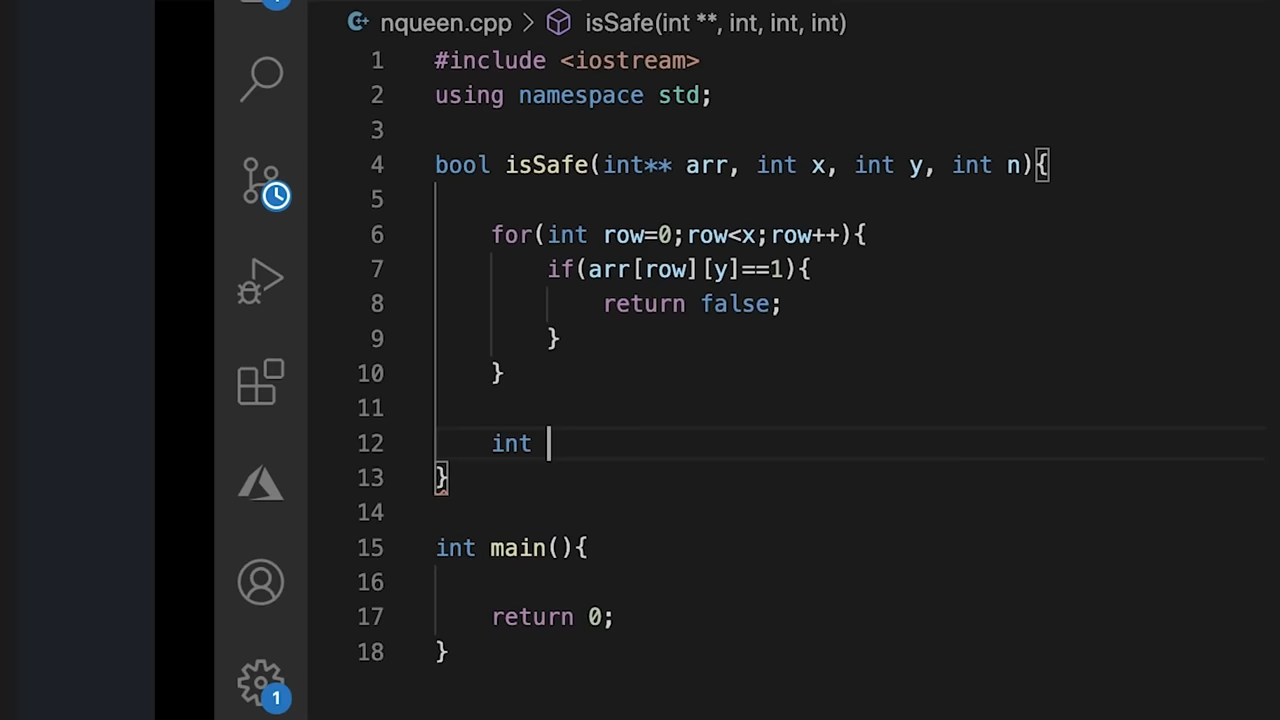 nqueen.cpp > isSafe(int **, int, int, int)
1 #include <iostream>
2 using namespace std;
3
4 bool isSafe(int** arr, int x, int y, int n){
5
6 for(int row=0;row<x;row++){
7 if(arr[row][y]==1){
8 return false;
9 }
10 }
11
12 int
13 }
14
15 int main(){
16
17 return 0;
18 }
1